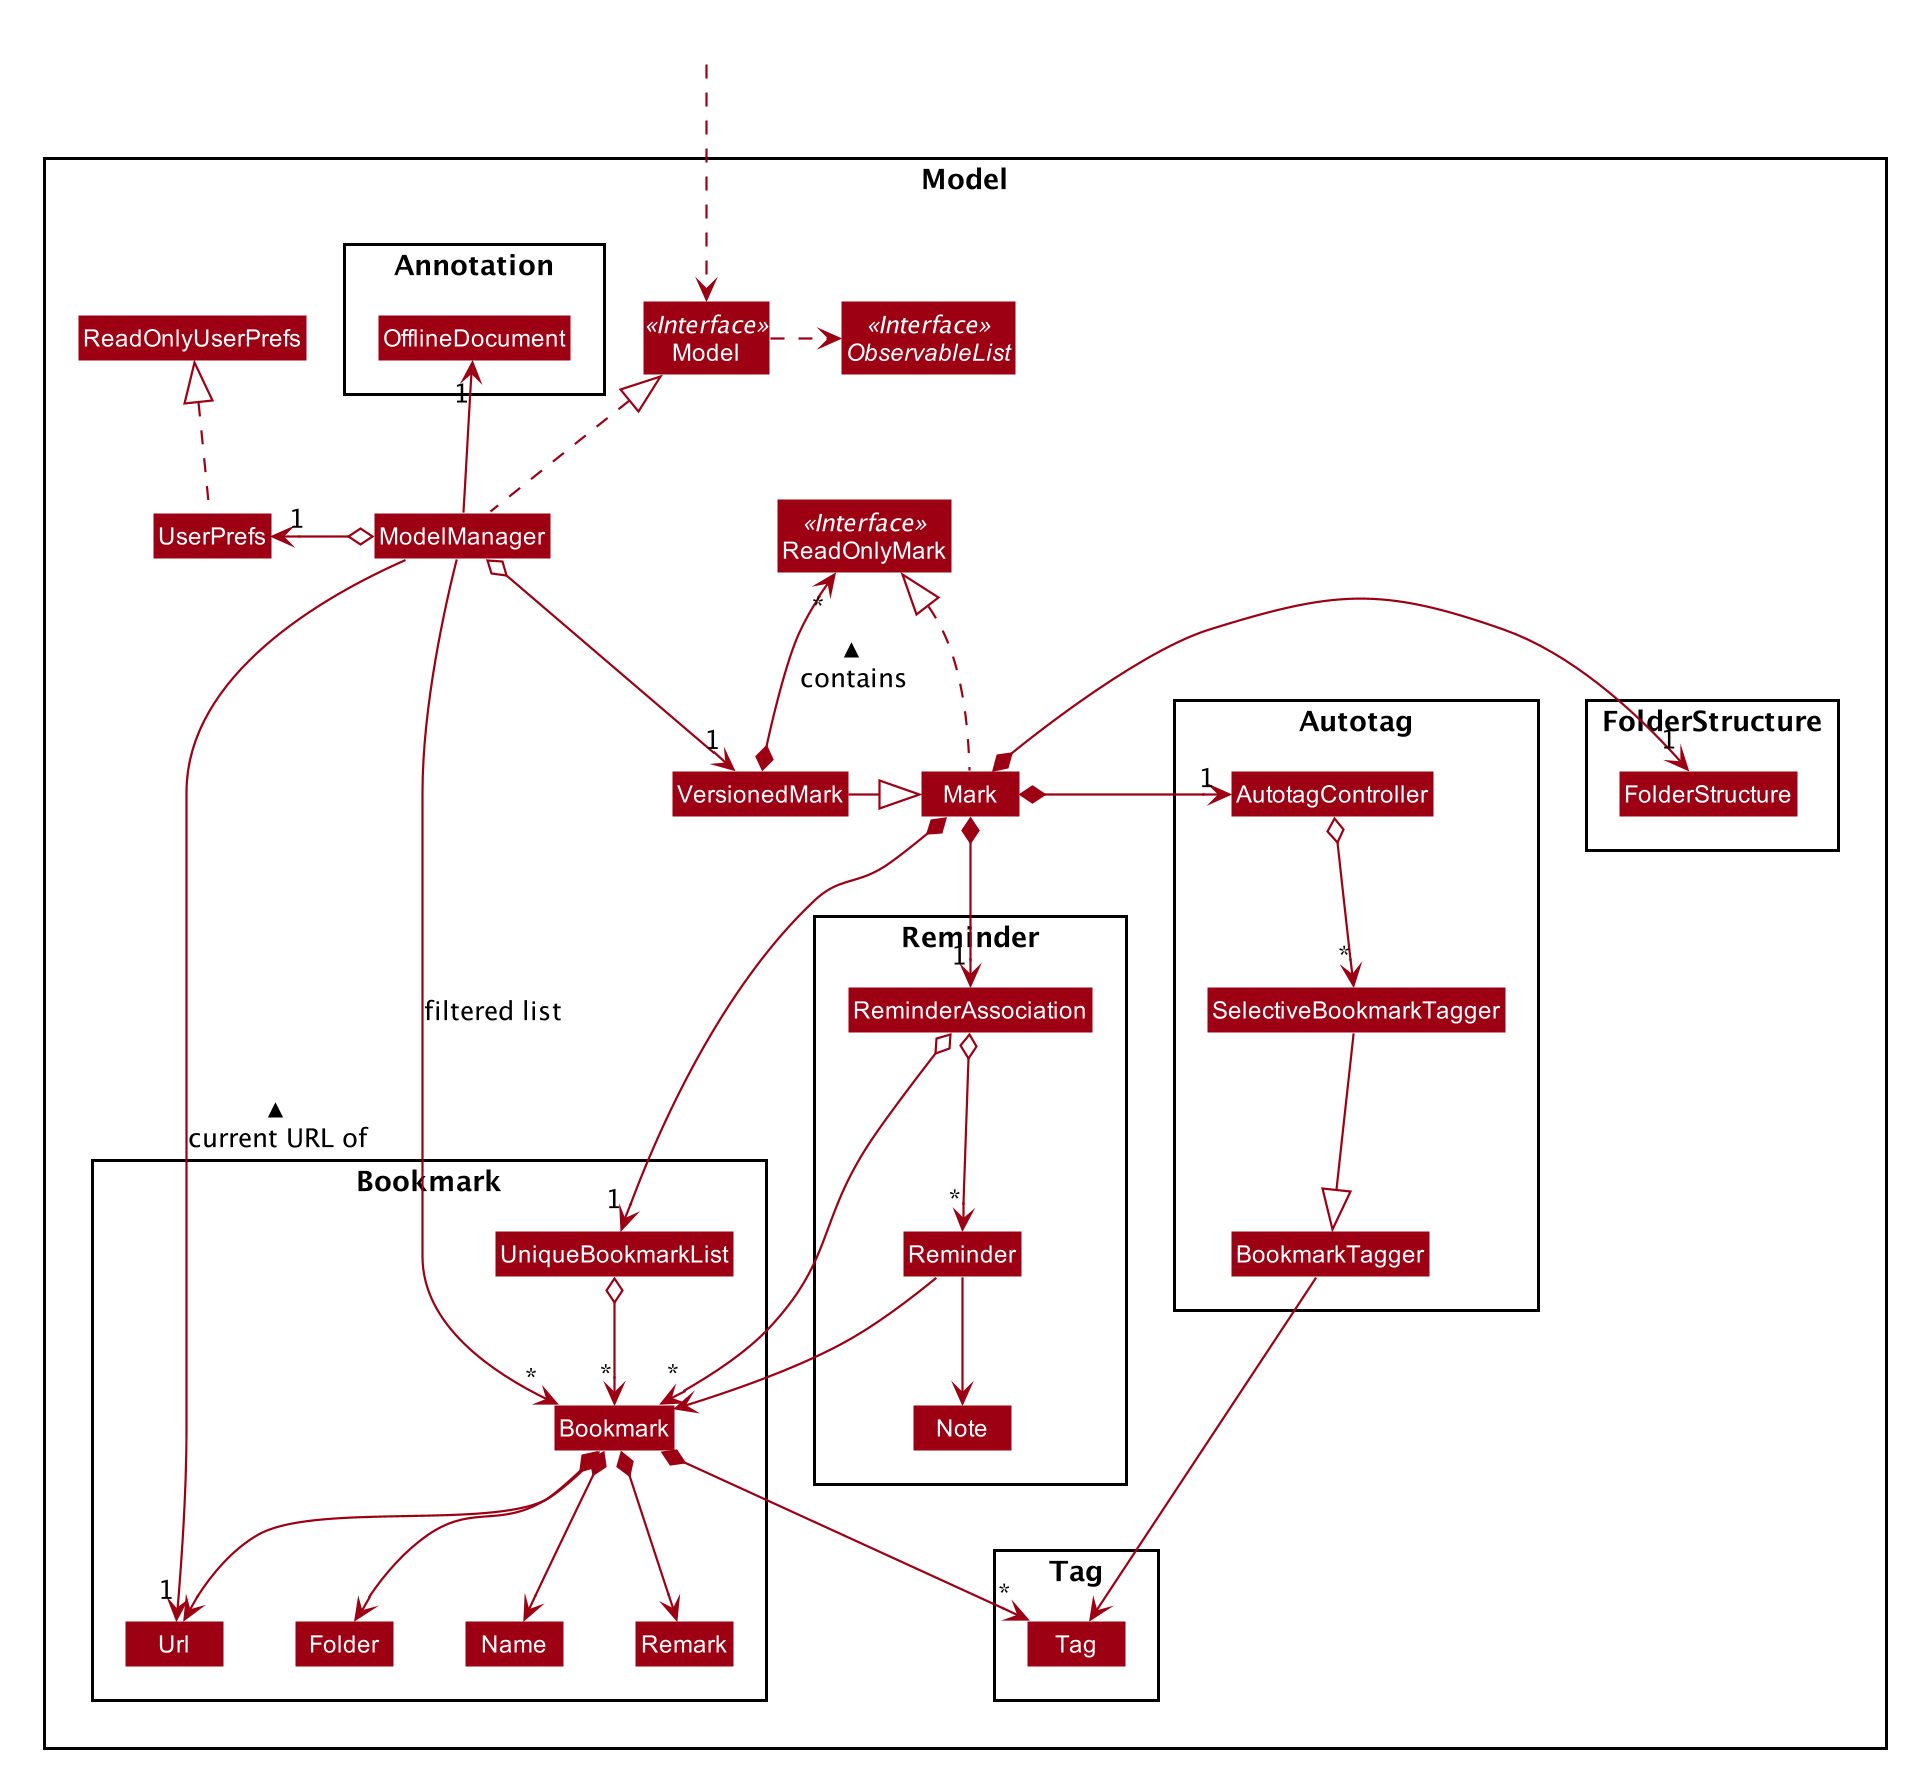 Model
Annotation
«Interface»
Model
«Interface»
ObservableList
ReadOnlyUserPrefs
OfflineDocument
1
1
UserPrefs
ModelManager
«Interface»
ReadOnlyMark
*
▲
contains
Autotag
FolderStructure
1
1
1
VersionedMark
Mark
AutotagController
FolderStructure
Reminder
1
*
filtered list
ReminderAssociation
SelectiveBookmarkTagger
▲
current URL of
Bookmark
1
*
UniqueBookmarkList
Reminder
BookmarkTagger
*
*
*
Bookmark
Note
Tag
1
*
Url
Folder
Name
Remark
Tag